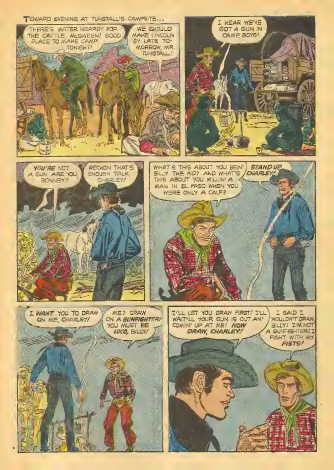 TOWARD EVENING, AT TUNSTALL'S CAMPSITE...
THERE'S WATER NEARBY FOR
THE CATTLE, McSWEEN! GOOD
PLACE TO MAKE CAMP
TONIGHT!
WE SHOULD
MAKE LINCOLN
BY LATE TO-
MORROW, MR.
TUNSTALL!
I HEAR WE'VE
GOT A GUN IN
CAMP, BOYS!
YOU'RE NOT
A GUN, ARE YOU
BONNEY?
RECKON THAT'S
ENOUGH TALK
CHARLEY!
WHAT'S THIS ABOUT YOU BEIN'
BILLY THE KID? AND WHAT'S
THIS ABOUT YOU KILLIN' A
MAN IN EL PASO WHEN YOU
WERE ONLY A CALF?
STAND UP,
CHARLEY!
I WANT YOU TO DRAW
ON ME, CHARLEY!
ME? DRAW
ON A GUNFIGHTER?
YOU MUST BE
LOCO, BILLY!
I'LL LET YOU DRAW FIRST! I'LL
WAIT'LL YOUR GUN IS OUT AN'
COMIN' UP AT ME! NOW
DRAW, CHARLEY!
I SAID I
WOULDN'T DRAW,
BILLY! I'M NOT
A GUNFIGHTER! I
FIGHT WITH MY
FISTS!